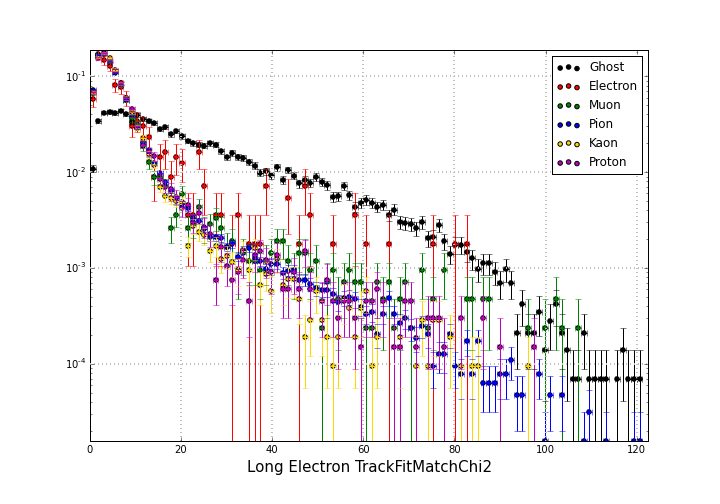 10⁻¹
10⁻²
10⁻³
10⁻⁴
0 20 40 60 80 100 120
Long Electron TrackFitMatchChi2
Ghost
Electron
Muon
Pion
Kaon
Proton